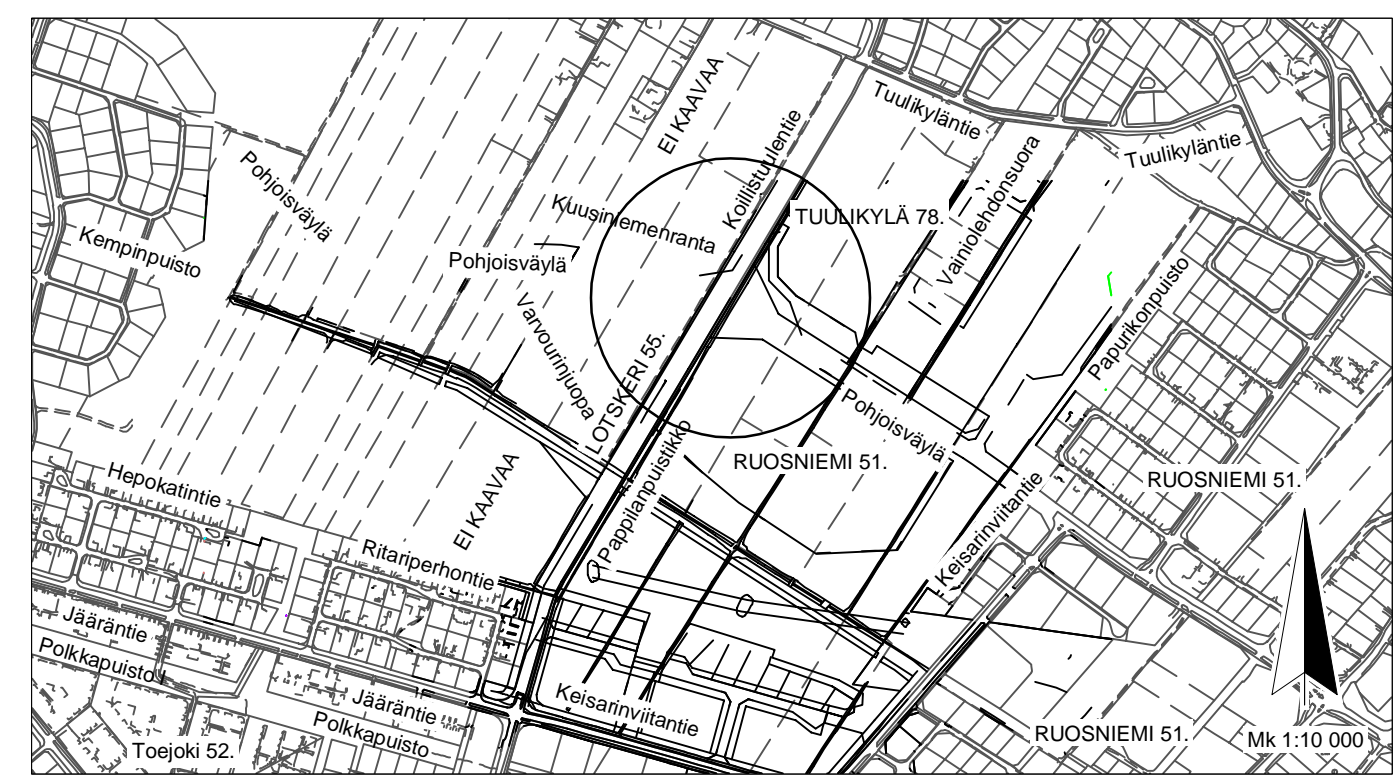 Tuulikyläntie
EI KAAVAA
Koillistuulentie
Tuulikyläntie
Pohjoisväylä
Vainiolehdonsuora
Kuusiniemenranta
TUULIKYLÄ 78.
Kempinpuisto
Pohjoisväylä
Papurikonpuisto
Varvourinjuopa
LOTSKERI 55.
Pohjoisväylä
Pappilanpuistikko
RUOSNIEMI 51.
RUOSNIEMI 51.
Hepokatintie
EI KAAVAA
Keisarinviitantie
Ritariperhontie
Jääräntie
Polkkapuisto
Jääräntie
Keisarinviitantie
Polkkapuisto
RUOSNIEMI 51.
Mk 1:10 000
Toejoki 52.